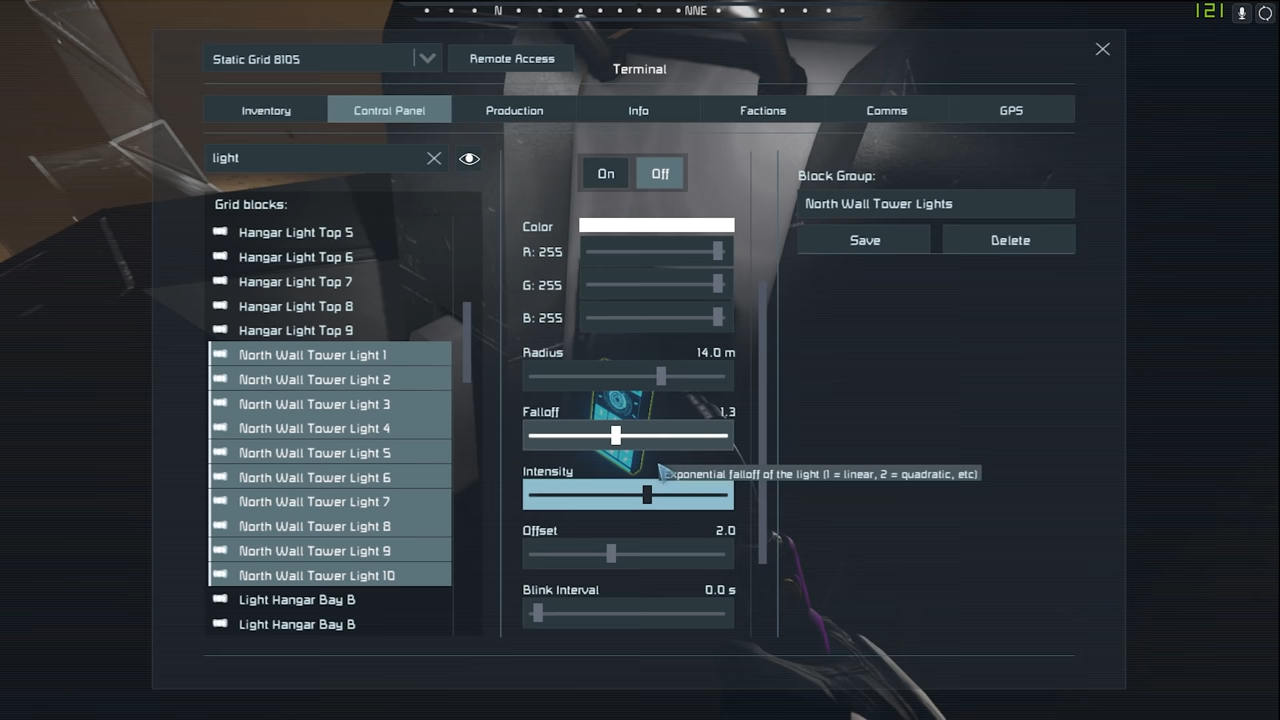 N
NNE
121
Static Grid 8105
Remote Access
Terminal
Inventory
Control Panel
Production
Info
Factions
Comms
GPS
light
Grid blocks:
Hangar Light Top 5
Hangar Light Top 6
Hangar Light Top 7
Hangar Light Top 8
Hangar Light Top 9
North Wall Tower Light 1
North Wall Tower Light 2
North Wall Tower Light 3
North Wall Tower Light 4
North Wall Tower Light 5
North Wall Tower Light 6
North Wall Tower Light 7
North Wall Tower Light 8
North Wall Tower Light 9
North Wall Tower Light 10
Light Hangar Bay B
Light Hangar Bay B
On
Off
Color
R: 255
G: 255
B: 255
Radius 14.0 m
Falloff 1.3
Intensity
Exponential falloff of the light (1 = linear, 2 = quadratic, etc)
Offset 2.0
Blink Interval 0.0 s
Block Group:
North Wall Tower Lights
Save
Delete